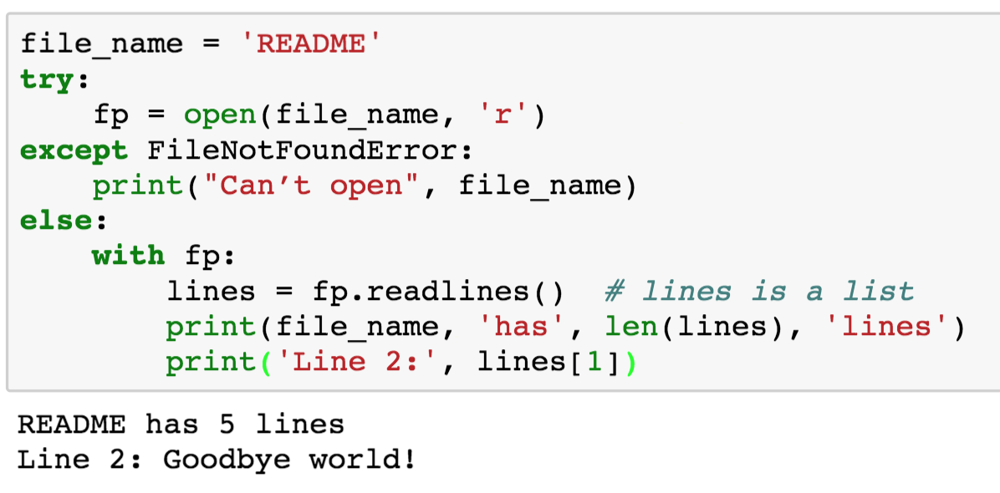 file_name = 'README'
try:
    fp = open(file_name, 'r')
except FileNotFoundError:
    print("Can’t open", file_name)
else:
    with fp:
        lines = fp.readlines()  # lines is a list
        print(file_name, 'has', len(lines), 'lines')
        print('Line 2:', lines[1])
README has 5 lines
Line 2: Goodbye world!